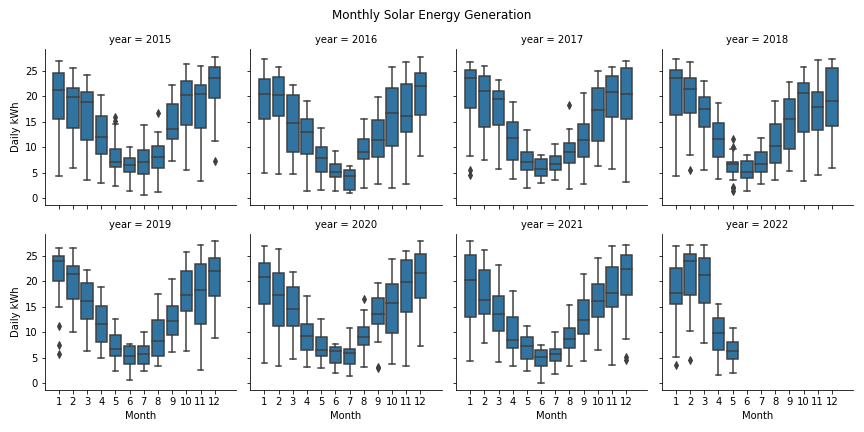 Monthly Solar Energy Generation
year = 2015 year = 2016 year = 2017 year = 2018
25
20
15
10
5
0
Daily kWh
year = 2019 year = 2020 year = 2021 year = 2022
25
20
15
10
5
0
Daily kWh
1 2 3 4 5 6 7 8 9 10 11 12 1 2 3 4 5 6 7 8 9 10 11 12 1 2 3 4 5 6 7 8 9 10 11 12 1 2 3 4 5 6 7 8 9 10 11 12
Month Month Month Month